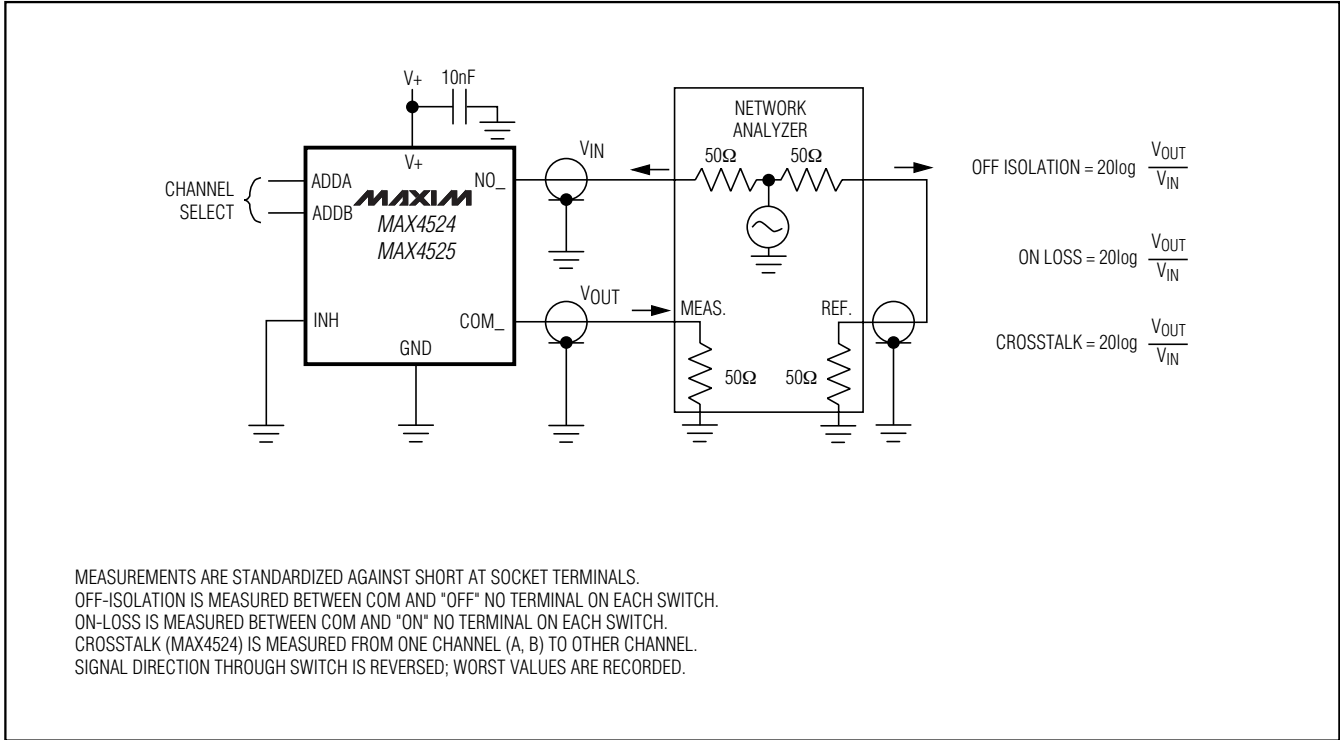 V+ 10nF
V+
CHANNEL
SELECT
ADDA
ADDB
MAXIM
MAX4524
MAX4525
NO_
INH
COM_
GND
VIN
VOUT
NETWORK
ANALYZER
50Ω 50Ω
MEAS. REF.
50Ω 50Ω
OFF ISOLATION = 20log VOUT
VIN
ON LOSS = 20log VOUT
VIN
CROSSTALK = 20log VOUT
VIN
MEASUREMENTS ARE STANDARDIZED AGAINST SHORT AT SOCKET TERMINALS.
OFF-ISOLATION IS MEASURED BETWEEN COM AND "OFF" NO TERMINAL ON EACH SWITCH.
ON-LOSS IS MEASURED BETWEEN COM AND "ON" NO TERMINAL ON EACH SWITCH.
CROSSTALK (MAX4524) IS MEASURED FROM ONE CHANNEL (A, B) TO OTHER CHANNEL.
SIGNAL DIRECTION THROUGH SWITCH IS REVERSED; WORST VALUES ARE RECORDED.